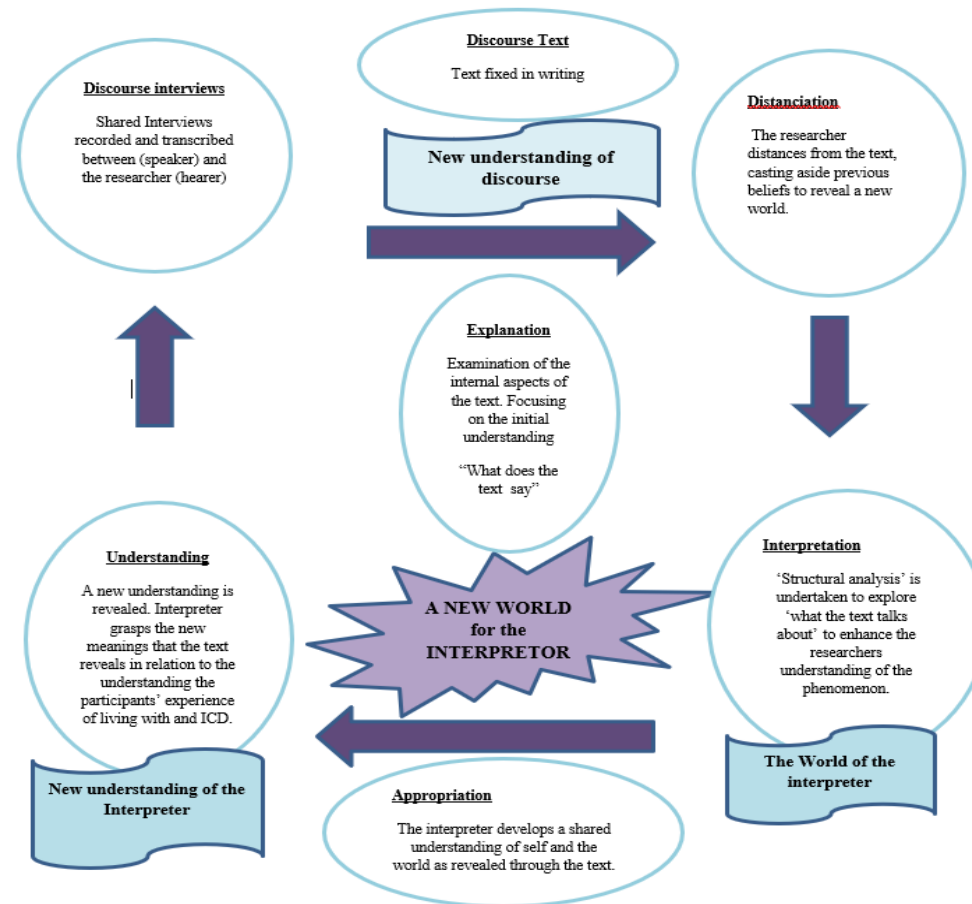 Discourse Text
Text fixed in writing
New understanding of
discourse
Discourse interviews
Shared Interviews
recorded and transcribed
between (speaker) and
the researcher (hearer)
Distanciation
The researcher
distances from the text,
casting aside previous
beliefs to reveal a new
world.
Explanation
Examination of the
internal aspects of
the text. Focusing
on the initial
understanding
“What does the
text say”
Understanding
A new understanding is
revealed. Interpreter
grasps the new
meanings that the text
reveals in relation to the
understanding the
participants’ experience
of living with and ICD.
New understanding of the
Interpreter
A NEW WORLD
for the
INTERPRETOR
Interpretation
‘Structural analysis’ is
undertaken to explore
‘what the text talks
about’ to enhance the
researchers
understanding of the
phenomenon.
The World of the
interpreter
Appropriation
The interpreter develops a shared
understanding of self and the
world as revealed through the text.